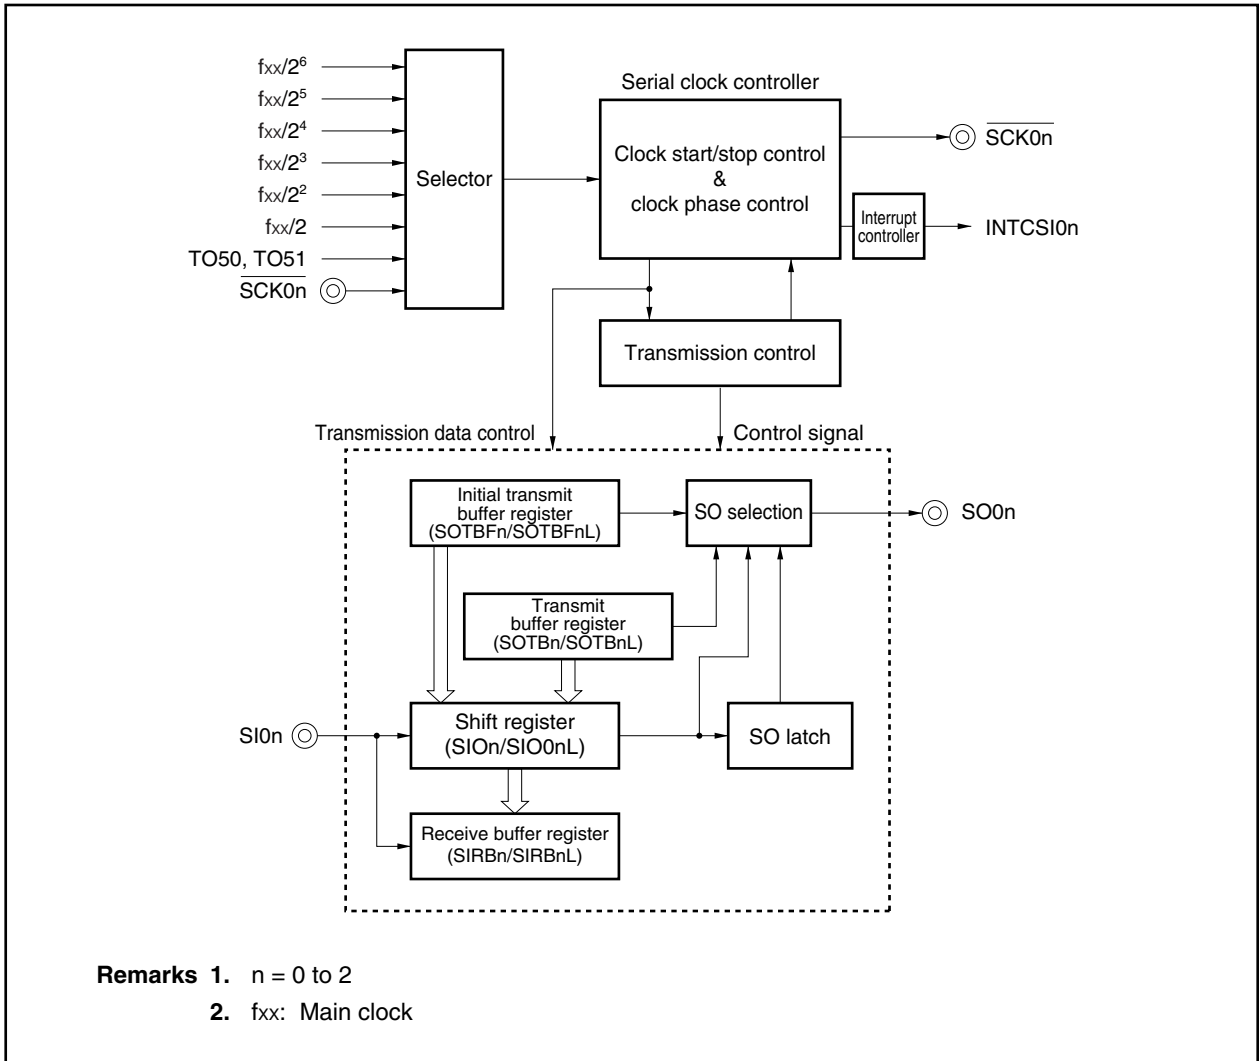 fxx/2⁶
fxx/2⁵
fxx/2⁴
fxx/2³
fxx/2²
fxx/2
TO50, TO51
SCK0n
Selector
Serial clock controller
Clock start/stop control
&
clock phase control
SCK0n
Interrupt
controller
INTCSI0n
Transmission control
Transmission data control
Control signal
Initial transmit
buffer register
(SOTBFn/SOTBFnL)
SO selection
SO0n
Transmit
buffer register
(SOTBn/SOTBnL)
SI0n
Shift register
(SIOn/SIO0nL)
SO latch
Receive buffer register
(SIRBn/SIRBnL)
Remarks 1. n = 0 to 2
2. fxx: Main clock